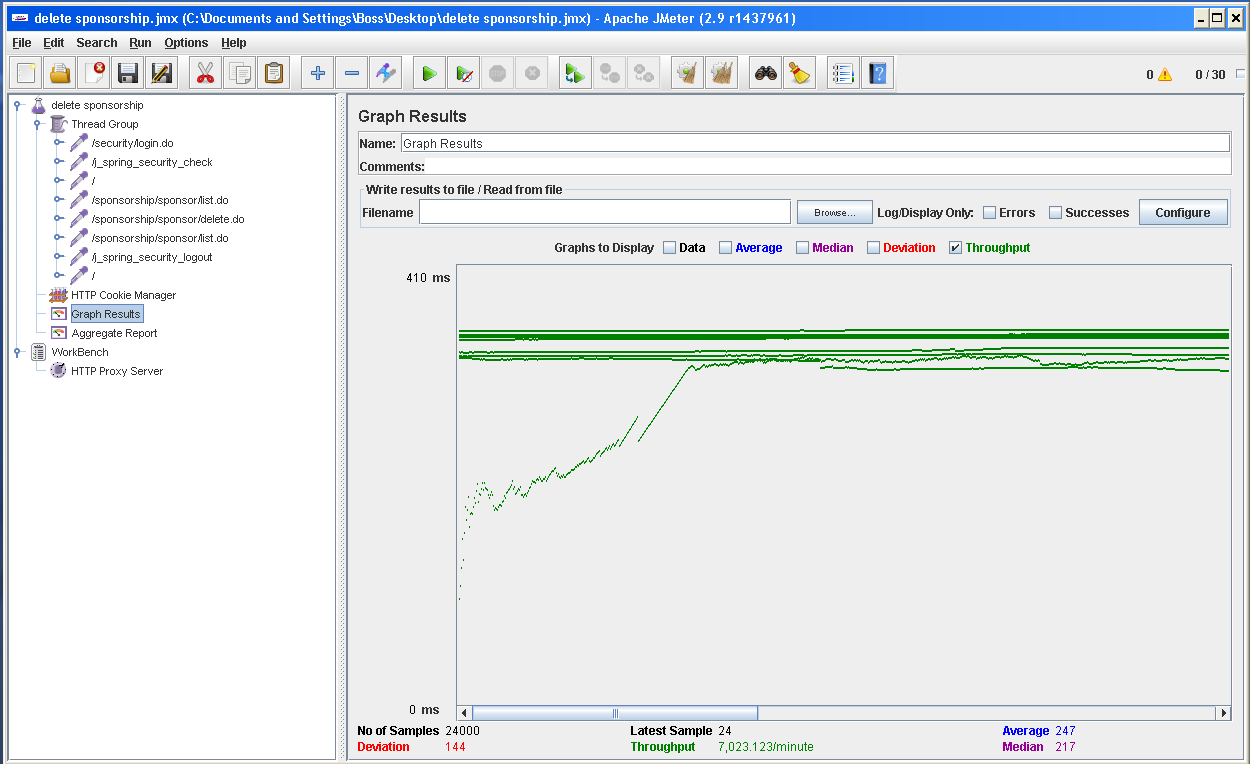 delete sponsorship.jmx (C:\Documents and Settings\Boss\Desktop\delete sponsorship.jmx) - Apache JMeter (2.9 r1437961)
File Edit Search Run Options Help
0 0 / 30
delete sponsorship
Thread Group
/security/login.do
/j_spring_security_check
/
/sponsorship/sponsor/list.do
/sponsorship/sponsor/delete.do
/sponsorship/sponsor/list.do
/j_spring_security_logout
/
HTTP Cookie Manager
Graph Results
Aggregate Report
WorkBench
HTTP Proxy Server
Graph Results
Name: Graph Results
Comments:
Write results to file / Read from file
Filename Browse... Log/Display Only: Errors Successes Configure
Graphs to Display Data Average Median Deviation Throughput
410 ms
0 ms
No of Samples 24000 Latest Sample 24 Average 247
Deviation 144 Throughput 7,023.123/minute Median 217